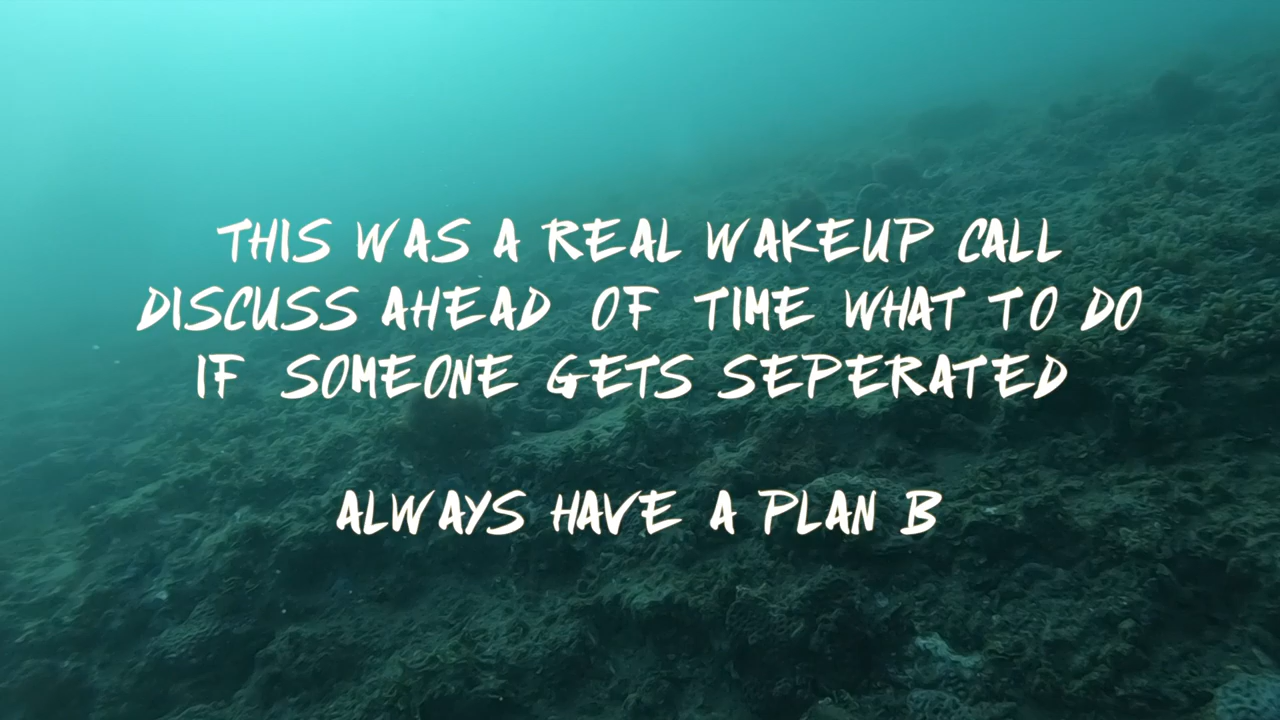 THIS WAS A REAL WAKEUP CALL
DISCUSS AHEAD OF TIME WHAT TO DO
IF SOMEONE GETS SEPERATED
ALWAYS HAVE A PLAN B